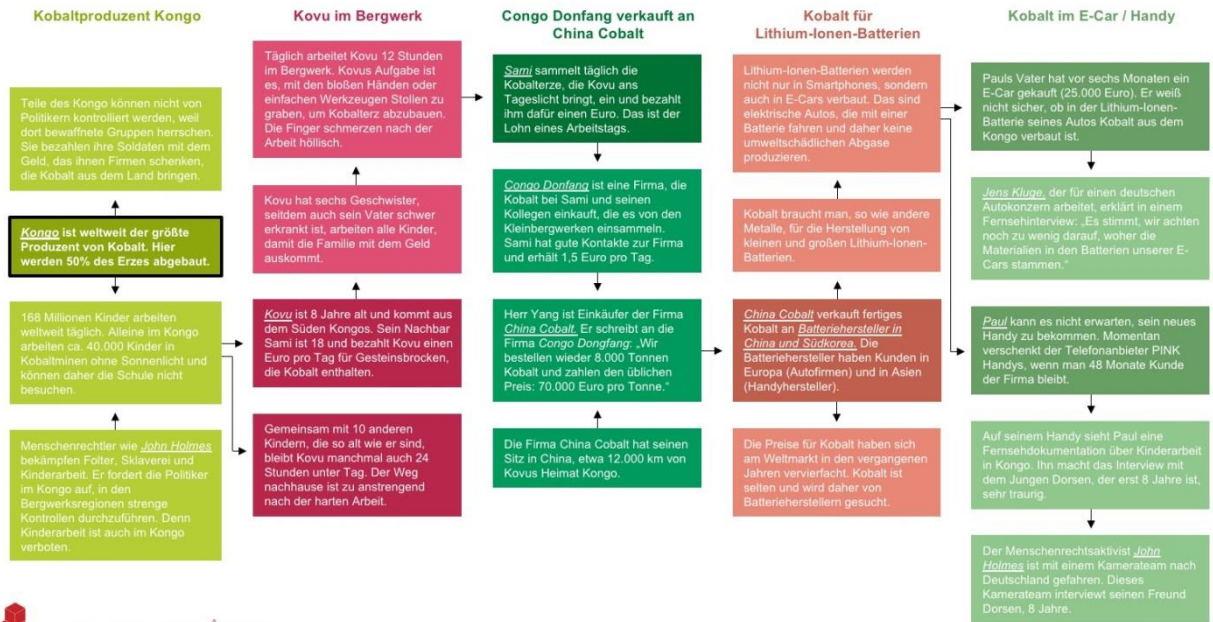 Kobaltproduzent Kongo
Teile des Kongo können nicht von
Politikern kontrolliert werden, weil
dort bewaffnete Gruppen herrschen.
Sie bezahlen ihre Soldaten mit dem
Geld, das ihnen Firmen schenken,
die Kobalt aus dem Land bringen.
Kongo ist weltweit der größte
Produzent von Kobalt. Hier
werden 50% des Erzes abgebaut.
168 Millionen Kinder arbeiten
weltweit täglich. Alleine im Kongo
arbeiten ca. 40.000 Kinder in
Kobaltminen ohne Sonnenlicht und
können daher die Schule nicht
besuchen.
Menschenrechtler wie John Holmes
bekämpfen Folter, Sklaverei und
Kinderarbeit. Er fordert die Politiker
im Kongo auf, in den
Bergwerksregionen strenge
Kontrollen durchzuführen. Denn
Kinderarbeit ist auch im Kongo
verboten.
Kovu im Bergwerk
Täglich arbeitet Kovu 12 Stunden
im Bergwerk. Kovus Aufgabe ist
es, mit den bloßen Händen oder
einfachen Werkzeugen Stollen zu
graben, um Kobalterz abzubauen.
Die Finger schmerzen nach der
Arbeit höllisch.
Kovu hat sechs Geschwister,
seitdem auch sein Vater schwer
erkrankt ist, arbeiten alle Kinder,
damit die Familie mit dem Geld
auskommt.
Kovu ist 8 Jahre alt und kommt aus
dem Süden Kongos. Sein Nachbar
Sami ist 18 und bezahlt Kovu einen
Euro pro Tag für Gesteinsbrocken,
die Kobalt enthalten.
Gemeinsam mit 10 anderen
Kindern, die so alt wie er sind,
bleibt Kovu manchmal auch 24
Stunden unter Tag. Der Weg
nachhause ist zu anstrengend
nach der harten Arbeit.
Congo Donfang verkauft an
China Cobalt
Sami sammelt täglich die
Kobalterze, die Kovu ans
Tageslicht bringt, ein und bezahlt
ihm dafür einen Euro. Das ist der
Lohn eines Arbeitstags.
Congo Donfang ist eine Firma, die
Kobalt bei Sami und seinen
Kollegen einkauft, die es von den
Kleinbergwerken einsammeln.
Sami hat gute Kontakte zur Firma
und erhält 1,5 Euro pro Tag.
Herr Yang ist Einkäufer der Firma
China Cobalt. Er schreibt an die
Firma Congo Dongfang: „Wir
bestellen wieder 8.000 Tonnen
Kobalt und zahlen den üblichen
Preis: 70.000 Euro pro Tonne.“
Die Firma China Cobalt hat seinen
Sitz in China, etwa 12.000 km von
Kovus Heimat Kongo.
Kobalt für
Lithium-Ionen-Batterien
Lithium-Ionen-Batterien werden
nicht nur in Smartphones, sondern
auch in E-Cars verbaut. Das sind
elektrische Autos, die mit einer
Batterie fahren und daher keine
umweltschädlichen Abgase
produzieren.
Kobalt braucht man, so wie andere
Metalle, für die Herstellung von
kleinen und großen Lithium-Ionen-
Batterien.
China Cobalt verkauft fertiges
Kobalt an Batteriehersteller in
China und Südkorea. Die
Batteriehersteller haben Kunden in
Europa (Autofirmen) und in Asien
(Handyhersteller).
Die Preise für Kobalt haben sich
am Weltmarkt in den vergangenen
Jahren vervierfacht. Kobalt ist
selten und wird daher von
Batterieherstellern gesucht.
Kobalt im E-Car / Handy
Pauls Vater hat vor sechs Monaten ein
E-Car gekauft (25.000 Euro). Er weiß
nicht sicher, ob in der Lithium-Ionen-
Batterie seines Autos Kobalt aus dem
Kongo verbaut ist.
Jens Kluge, der für einen deutschen
Autokonzern arbeitet, erklärt in einem
Fernsehinterview: „Es stimmt, wir achten
noch zu wenig darauf, woher die
Materialien in den Batterien unserer E-
Cars stammen.“
Paul kann es nicht erwarten, sein neues
Handy zu bekommen. Momentan
verschenkt der Telefonanbieter PINK
Handys, wenn man 48 Monate Kunde
der Firma bleibt.
Auf seinem Handy sieht Paul eine
Fernsehdokumentation über Kinderarbeit
in Kongo. Ihn macht das Interview mit
dem Jungen Dorsen, der erst 8 Jahre ist,
sehr traurig.
Der Menschenrechtsaktivist John
Holmes ist mit einem Kamerateam nach
Deutschland gefahren. Dieses
Kamerateam interviewt seinen Freund
Dorsen, 8 Jahre.